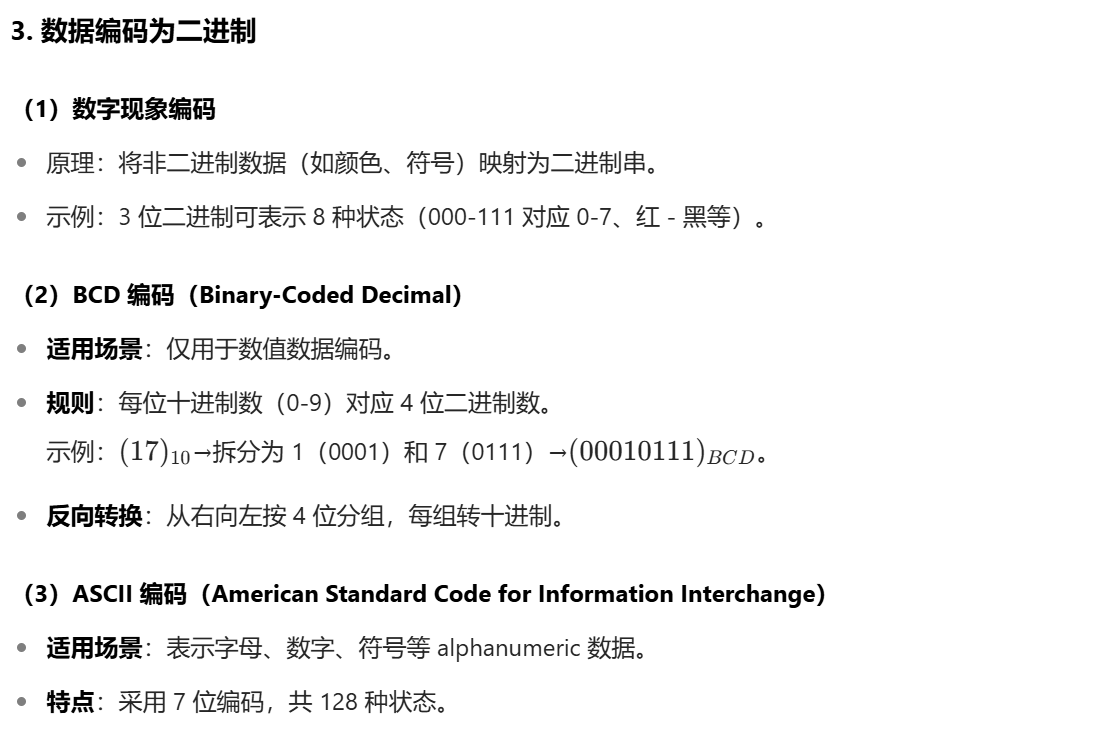 3. 数据编码为二进制
（1）数字现象编码
• 原理：将非二进制数据（如颜色、符号）映射为二进制串。
• 示例：3 位二进制可表示 8 种状态（000-111 对应 0-7、红 - 黑等）。
（2）BCD 编码（Binary-Coded Decimal）
• 适用场景：仅用于数值数据编码。
• 规则：每位十进制数（0-9）对应 4 位二进制数。
示例：(17)₁₀→拆分为 1（0001）和 7（0111）→(00010111)_{BCD}。
• 反向转换：从右向左按 4 位分组，每组转十进制。
（3）ASCII 编码（American Standard Code for Information Interchange）
• 适用场景：表示字母、数字、符号等 alphanumeric 数据。
• 特点：采用 7 位编码，共 128 种状态。